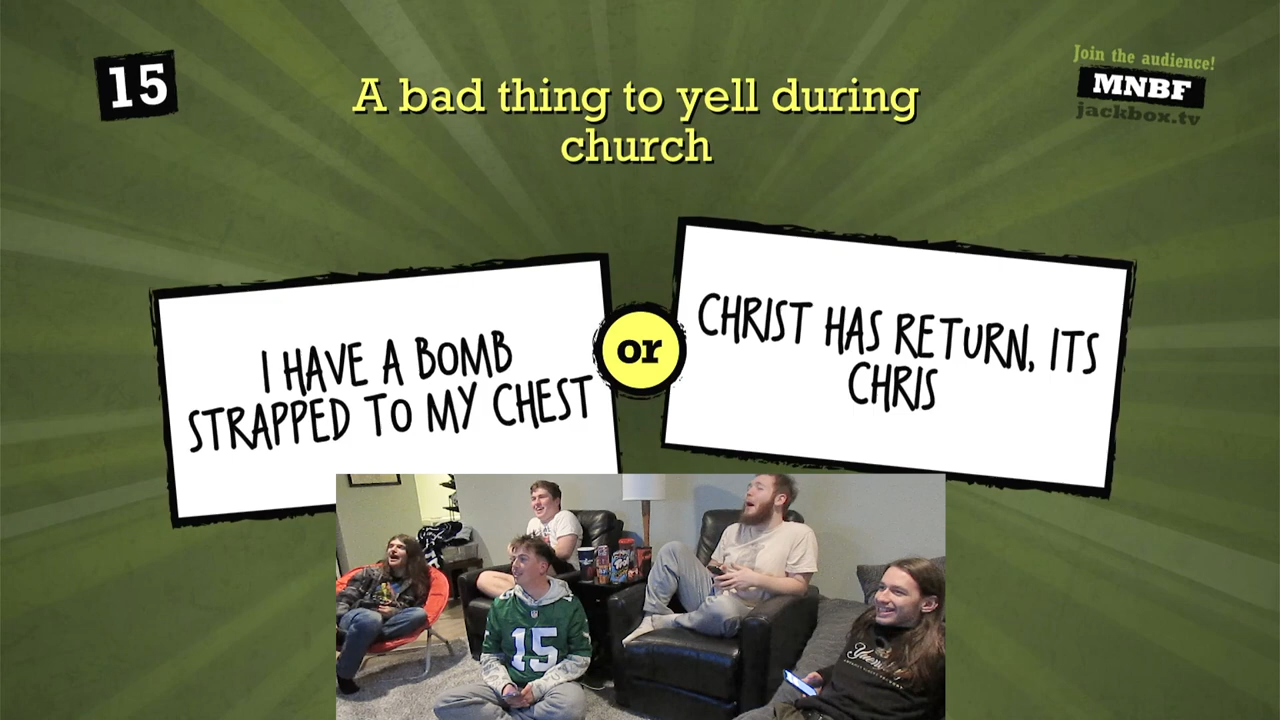 15
A bad thing to yell during
church
Join the audience!
MNBF
jackbox.tv
I HAVE A BOMB
STRAPPED TO MY CHEST
or
CHRIST HAS RETURN, ITS
CHRIS
15